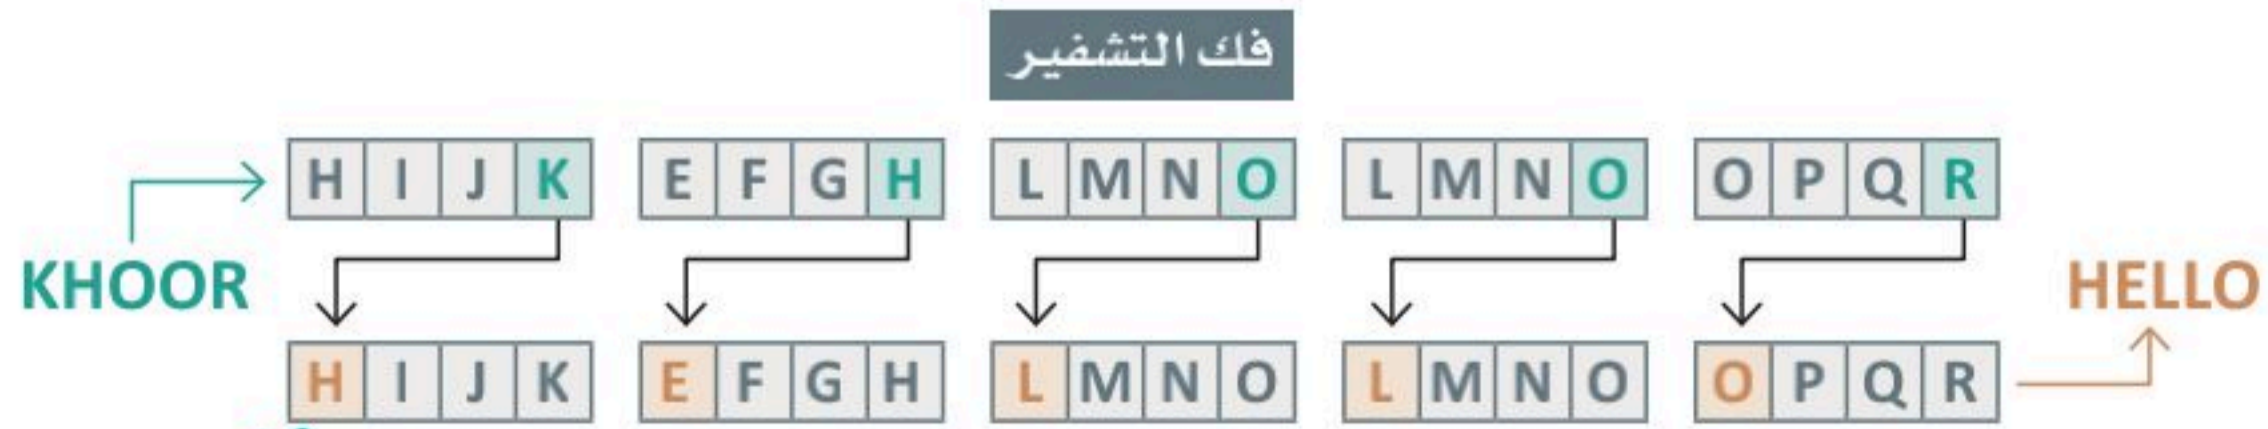 فك التشفير
H I J K E F G H L M N O L M N O O P Q R
KHOOR
HELLO
H I J K E F G H L M N O L M N O O P Q R